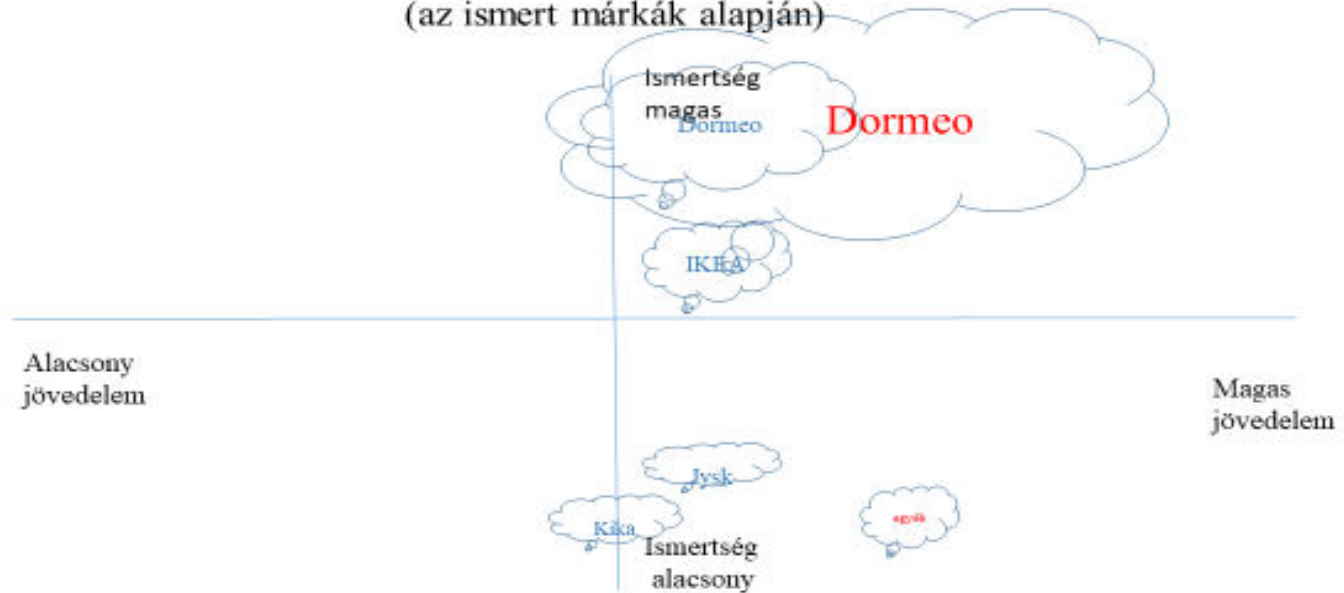 (az ismert márkák alapján)
Ismertség
magas
Dormeo
Dormeo
IKEA
Alacsony
jövedelem
Magas
jövedelem
Jysk
Kika
Ismertség
alacsony